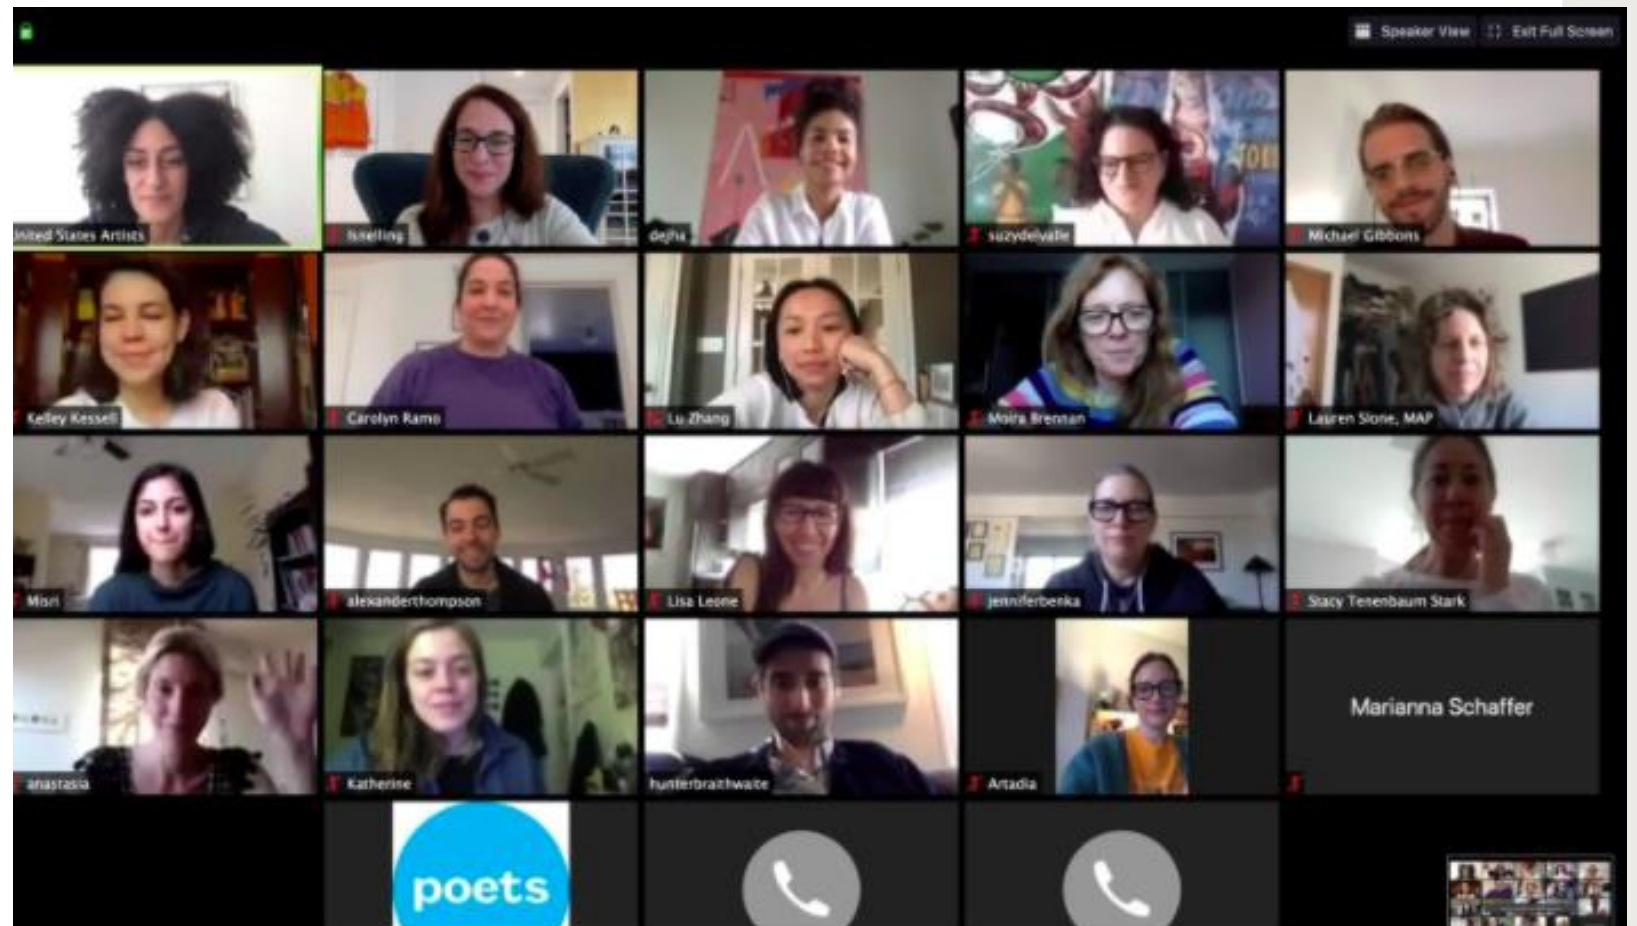 Speaker View
Exit Full Screen
United States Artists
lsnelling
dejha
suzydelvalle
Michael Gibbons
Kelley Kessell
Carolyn Ramo
Lu Zhang
Moira Brennan
Lauren Slone, MAP
Misri
alexanderthompson
Lisa Leone
jenniferbenka
Stacy Tenenbaum Stark
anastasia
Katherine
hunterbraithwaite
Artadia
Marianna Schaffer
poets